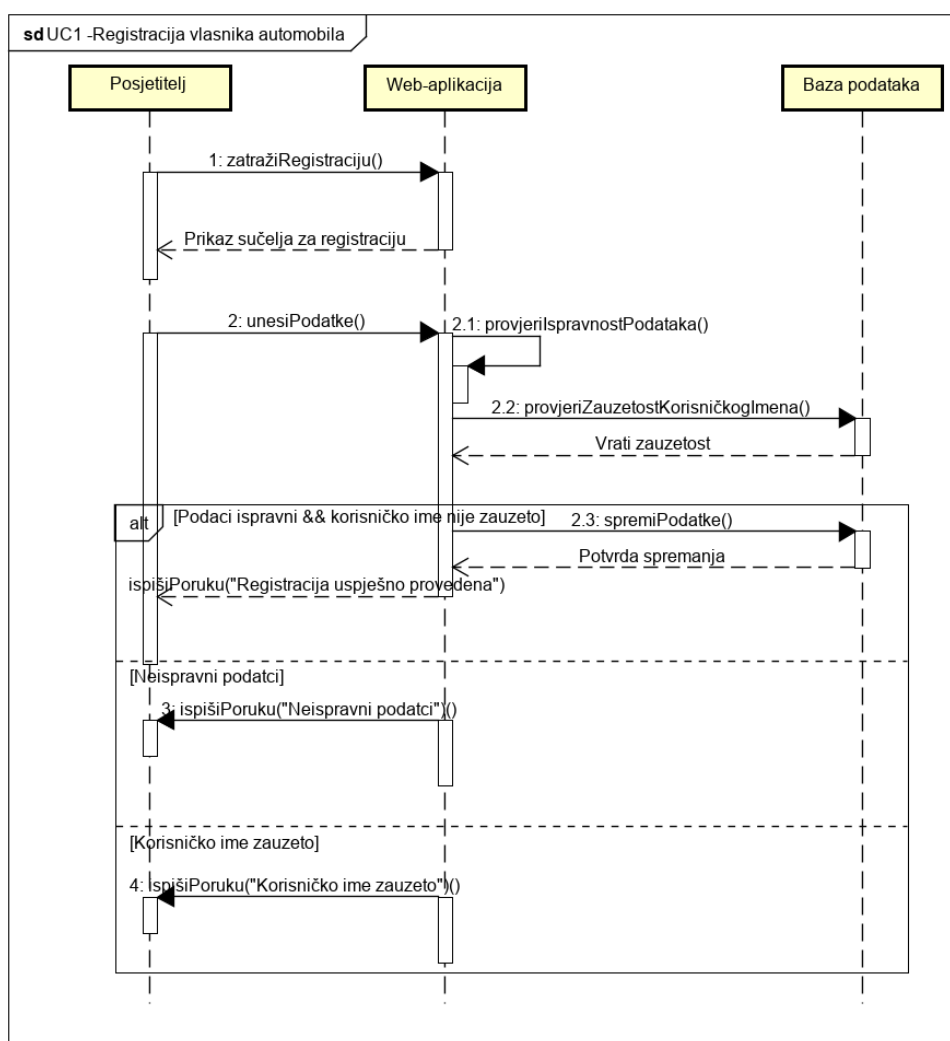 sd UC1 -Registracija vlasnika automobila
Posjetitelj
Web-aplikacija
Baza podataka
1: zatražiRegistraciju()
Prikaz sučelja za registraciju
2: unesiPodatke()
2.1: provjeriIspravnostPodataka()
2.2: provjeriZauzetostKorisničkogImena()
Vrati zauzetost
alt
[Podaci ispravni && korisničko ime nije zauzeto]
2.3: spremiPodatke()
Potvrda spremanja
ispišiPoruku("Registracija uspješno provedena")
[Neispravni podatci]
3: ispišiPoruku("Neispravni podatci")()
[Korisničko ime zauzeto]
4: ispišiPoruku("Korisničko ime zauzeto")()